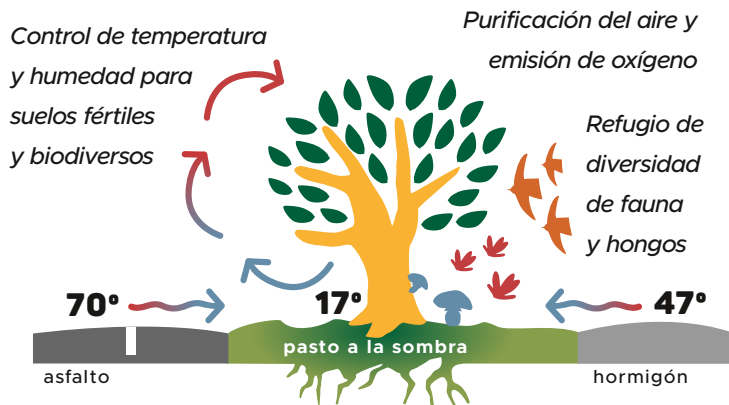 Control de temperatura
y humedad para
suelos fértiles
y biodiversos
Purificación del aire y
emisión de oxígeno
Refugio de
diversidad
de fauna
y hongos
70º
17º
47º
pasto a la sombra
asfalto
hormigón